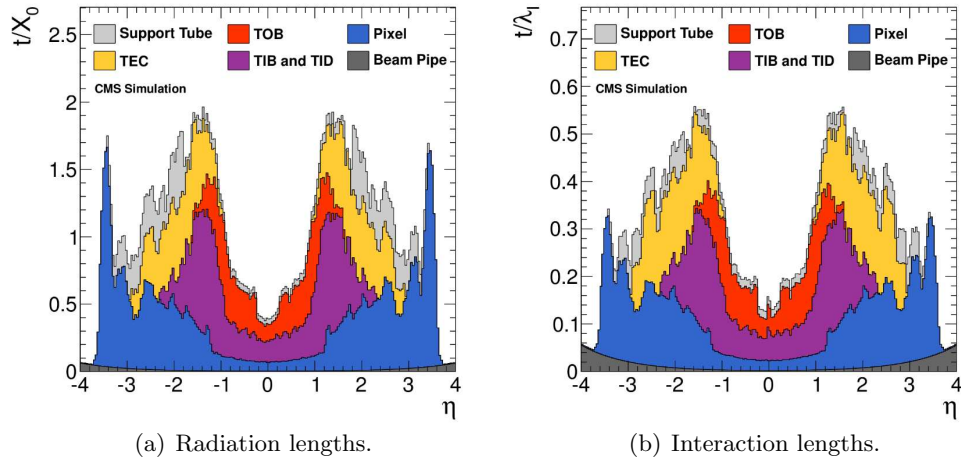 t/X₀
2.5
2
1.5
1
0.5
0
Support Tube TOB Pixel
TEC TIB and TID Beam Pipe
CMS Simulation
-4 -3 -2 -1 0 1 2 3 4
η
(a) Radiation lengths.
t/λI
0.7
0.6
0.5
0.4
0.3
0.2
0.1
0
Support Tube TOB Pixel
TEC TIB and TID Beam Pipe
CMS Simulation
-4 -3 -2 -1 0 1 2 3 4
η
(b) Interaction lengths.